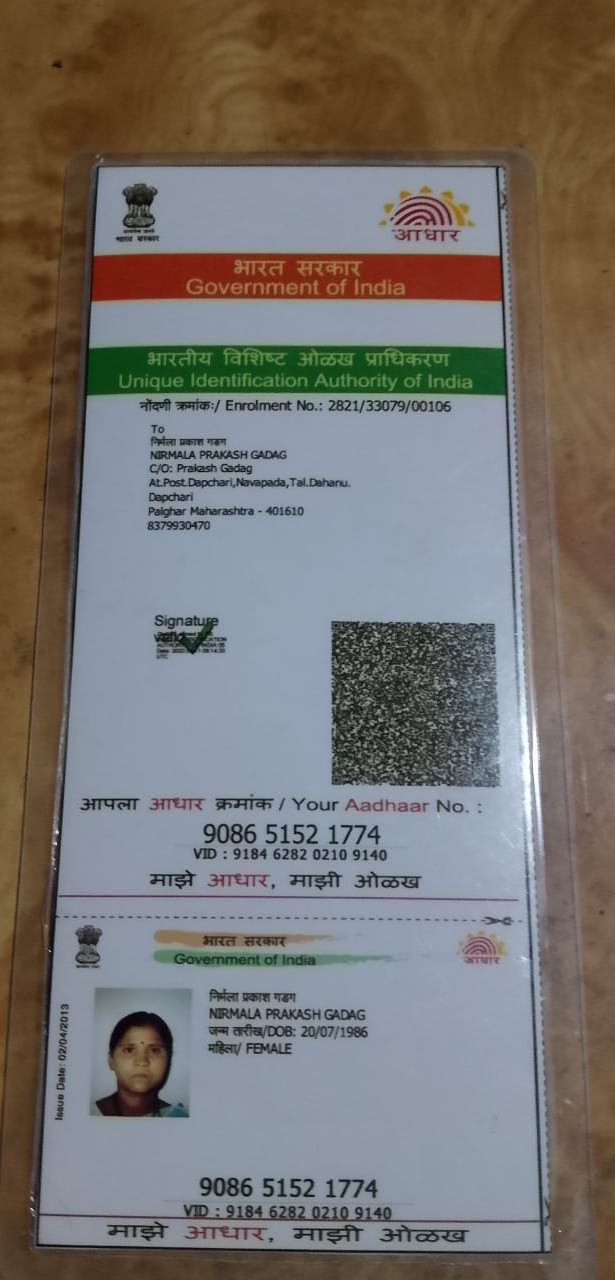 भारत सरकार
आधार
भारत सरकार
Government of India
भारतीय विशिष्ट ओळख प्राधिकरण
Unique Identification Authority of India
नोंदणी क्रमांक:/ Enrolment No.: 2821/33079/00106
To
निर्मला प्रकाश गडग
NIRMALA PRAKASH GADAG
C/O: Prakash Gadag
At.Post.Dapchari,Navapada,Tal.Dahanu.
Dapchari
Palghar Maharashtra - 401610
8379930470
Signature
आपला आधार क्रमांक / Your Aadhaar No. :
9086 5152 1774
VID : 9184 6282 0210 9140
माझे आधार, माझी ओळख
भारत सरकार
Government of India
आधार
Issue Date: 02/04/2013
निर्मला प्रकाश गडग
NIRMALA PRAKASH GADAG
जन्म तारीख/DOB: 20/07/1986
महिला/ FEMALE
9086 5152 1774
VID : 9184 6282 0210 9140
माझे आधार, माझी ओळख